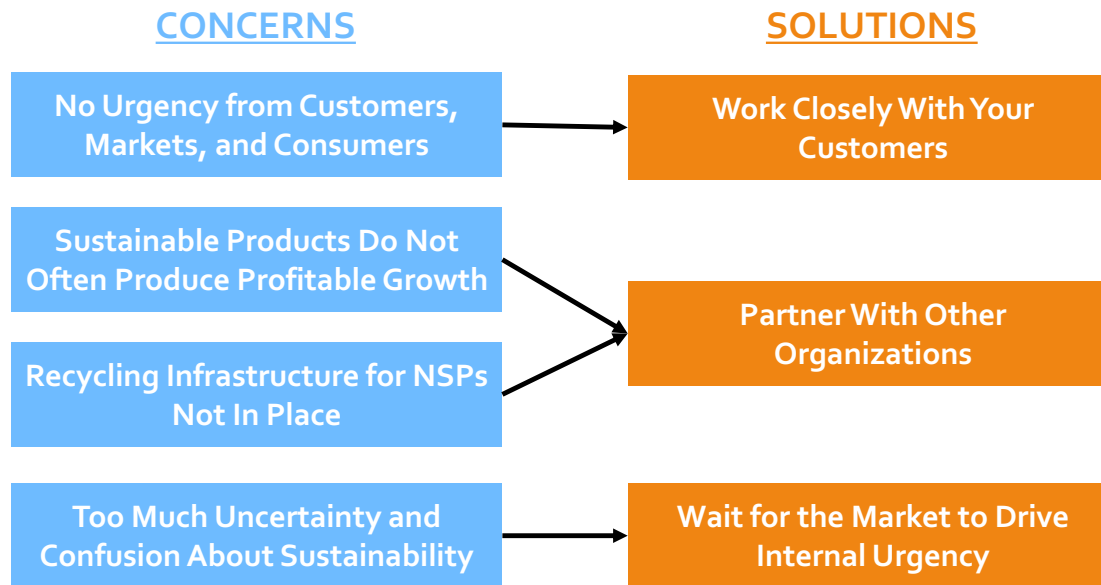 CONCERNS
SOLUTIONS
No Urgency from Customers,
Markets, and Consumers
Work Closely With Your
Customers
Sustainable Products Do Not
Often Produce Profitable Growth
Partner With Other
Organizations
Recycling Infrastructure for NSPs
Not In Place
Too Much Uncertainty and
Confusion About Sustainability
Wait for the Market to Drive
Internal Urgency